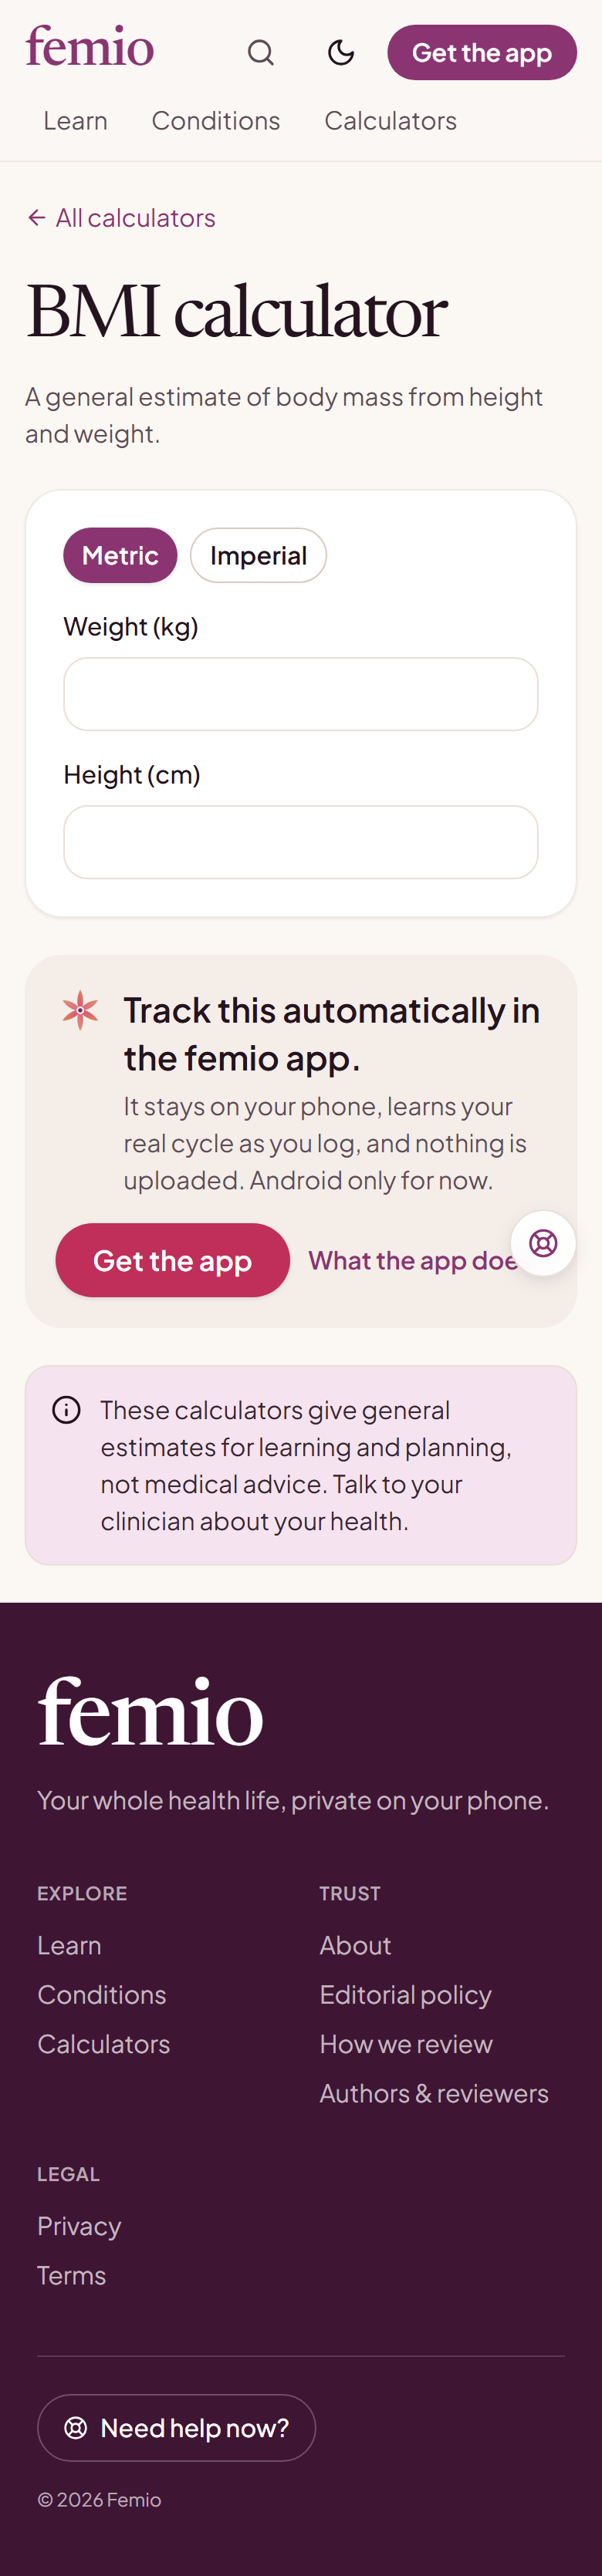 femio
Get the app
Learn
Conditions
Calculators
All calculators
BMI calculator
A general estimate of body mass from height
and weight.
Metric
Imperial
Weight (kg)
Height (cm)
Track this automatically in
the femio app.
It stays on your phone, learns your
real cycle as you log, and nothing is
uploaded. Android only for now.
Get the app
What the app doe
These calculators give general
estimates for learning and planning,
not medical advice. Talk to your
clinician about your health.
femio
Your whole health life, private on your phone.
EXPLORE
Learn
Conditions
Calculators
TRUST
About
Editorial policy
How we review
Authors & reviewers
LEGAL
Privacy
Terms
Need help now?
© 2026 Femio